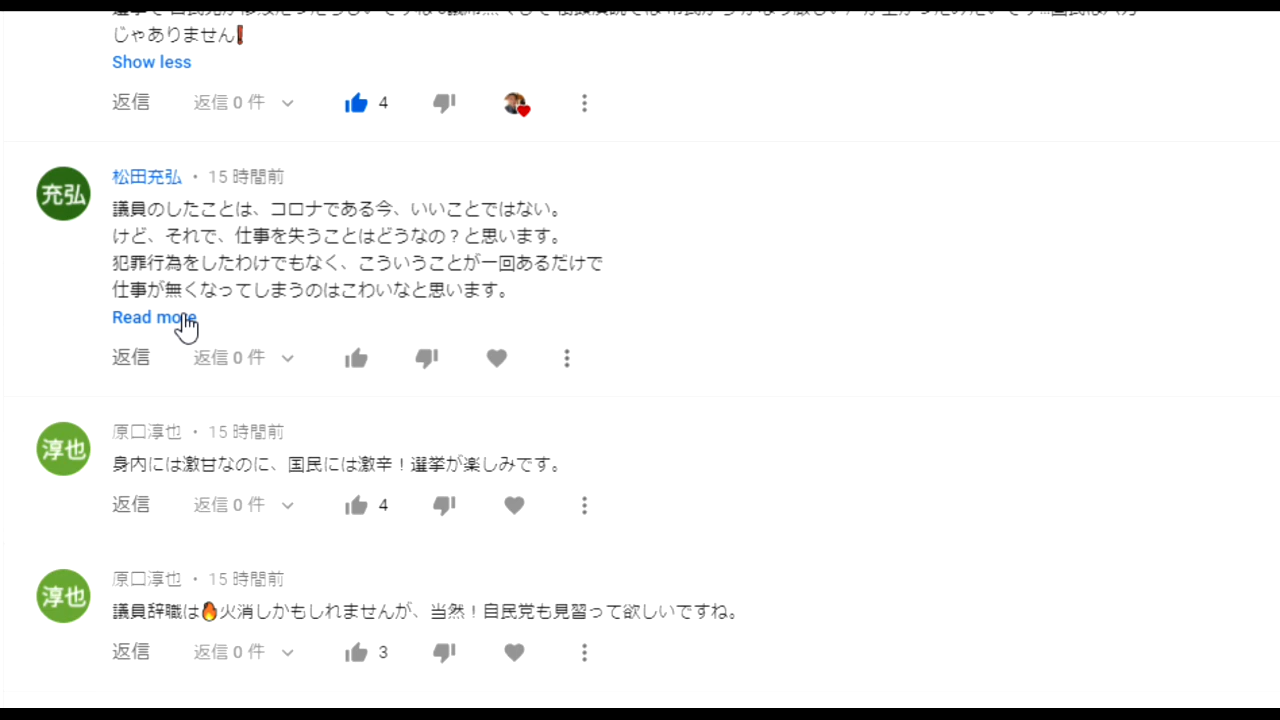 じゃありません❗
Show less
返信 返信 0 件 4
松田充弘 • 15 時間前
充弘
議員のしたことは、コロナである今、いいことではない。
けど、それで、仕事を失うことはどうなの?と思います。
犯罪行為をしたわけでもなく、こういうことが一回あるだけで
仕事が無くなってしまうのはこわいなと思います。
Read more
返信 返信 0 件
原口淳也 • 15 時間前
淳也
身内には激甘なのに、国民には激辛!選挙が楽しみです。
返信 返信 0 件 4
原口淳也 • 15 時間前
淳也
議員辞職は🔥火消しかもしれませんが、当然!自民党も見習って欲しいですね。
返信 返信 0 件 3